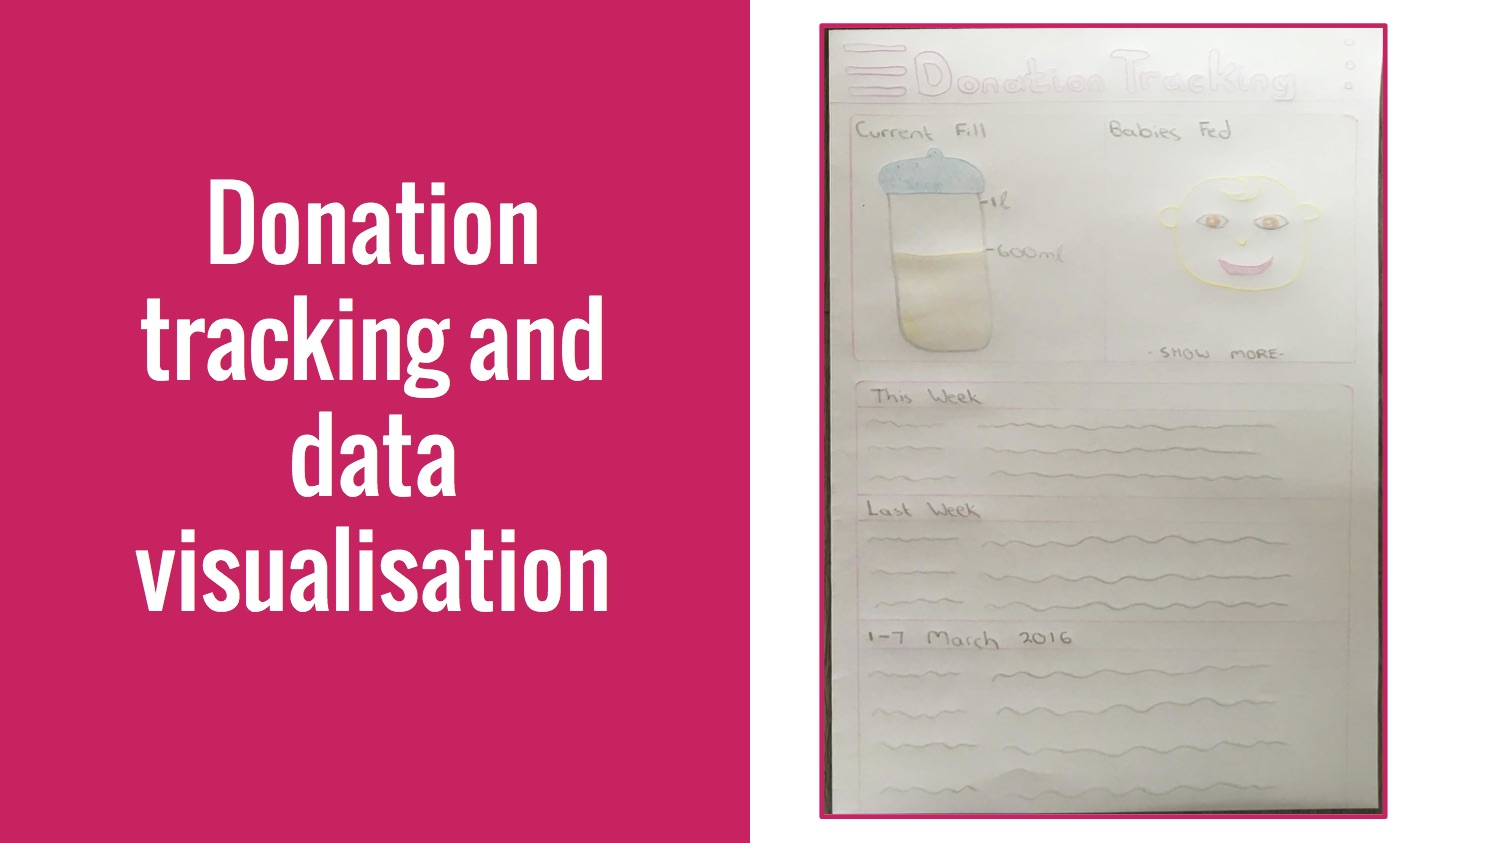 Donation
tracking and
data
visualisation
Donation Tracking
Current Fill
Babies Fed
1l
600ml
- SHOW MORE-
This Week
Last Week
1-7 March 2016